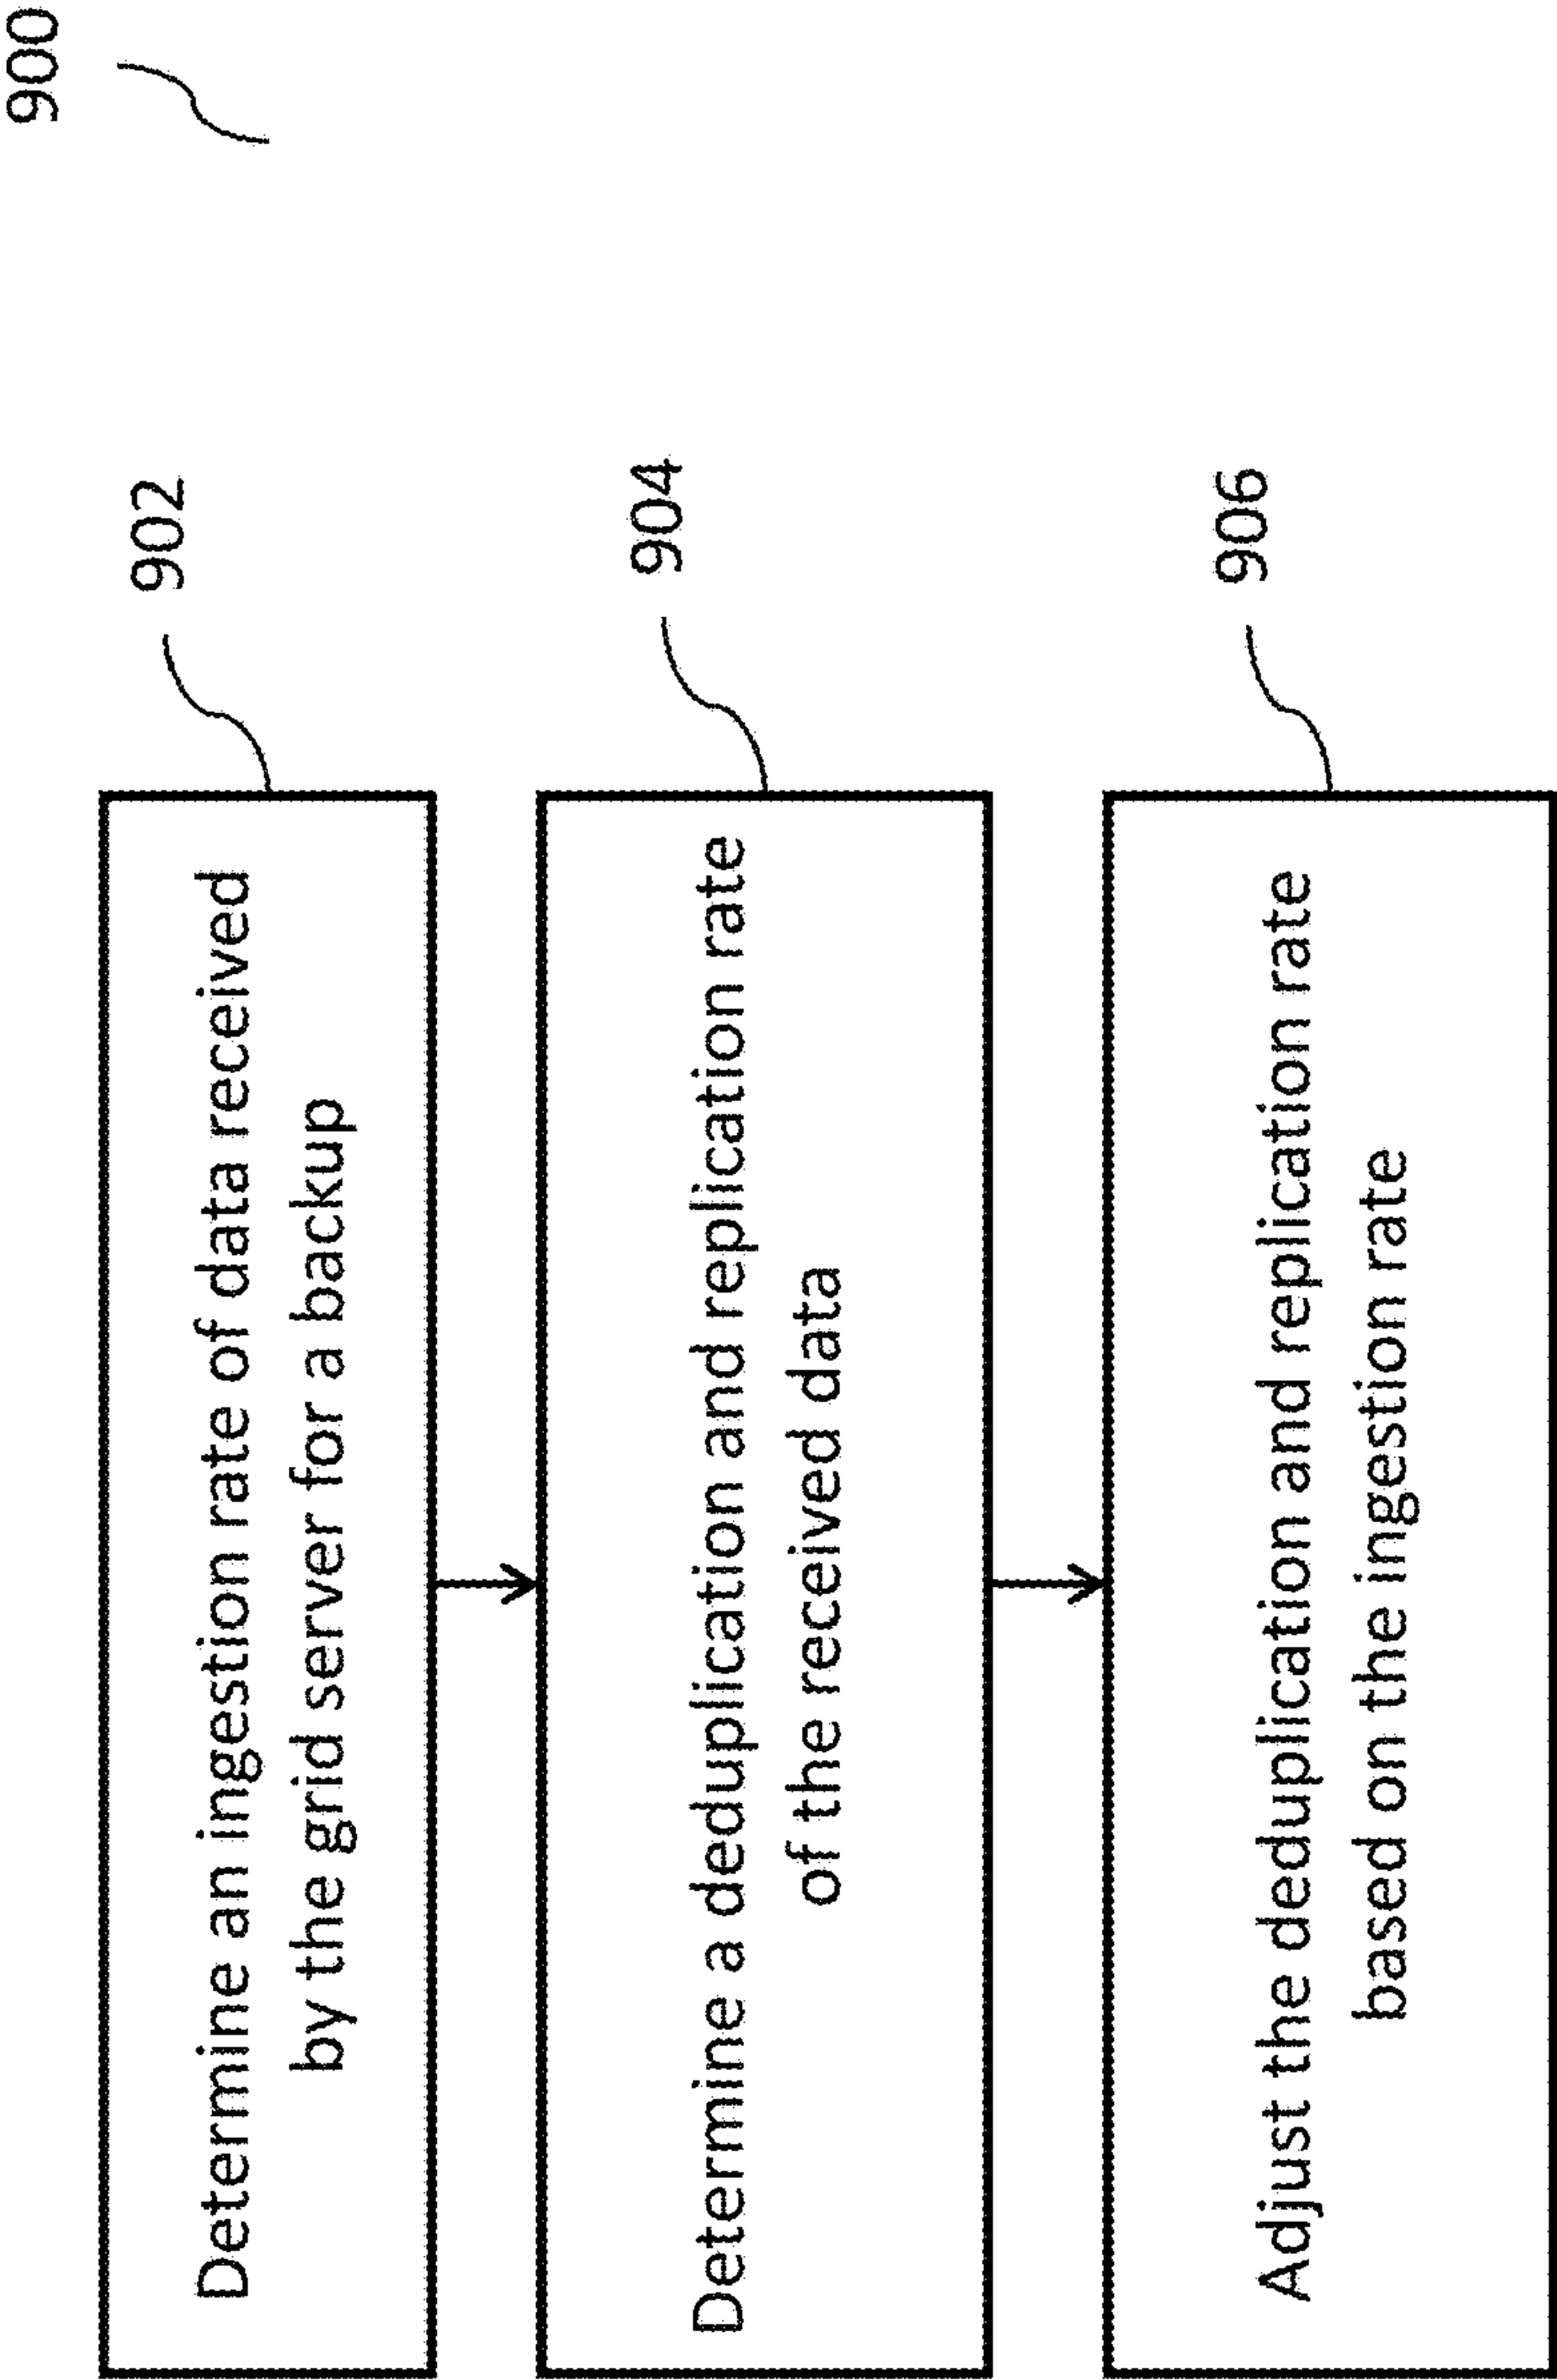 900
902
Determine an ingestion rate of data received
by the grid server for a backup
904
Determine a deduplication and replication rate
of the received data
906
Adjust the deduplication and replication rate
based on the ingestion rate